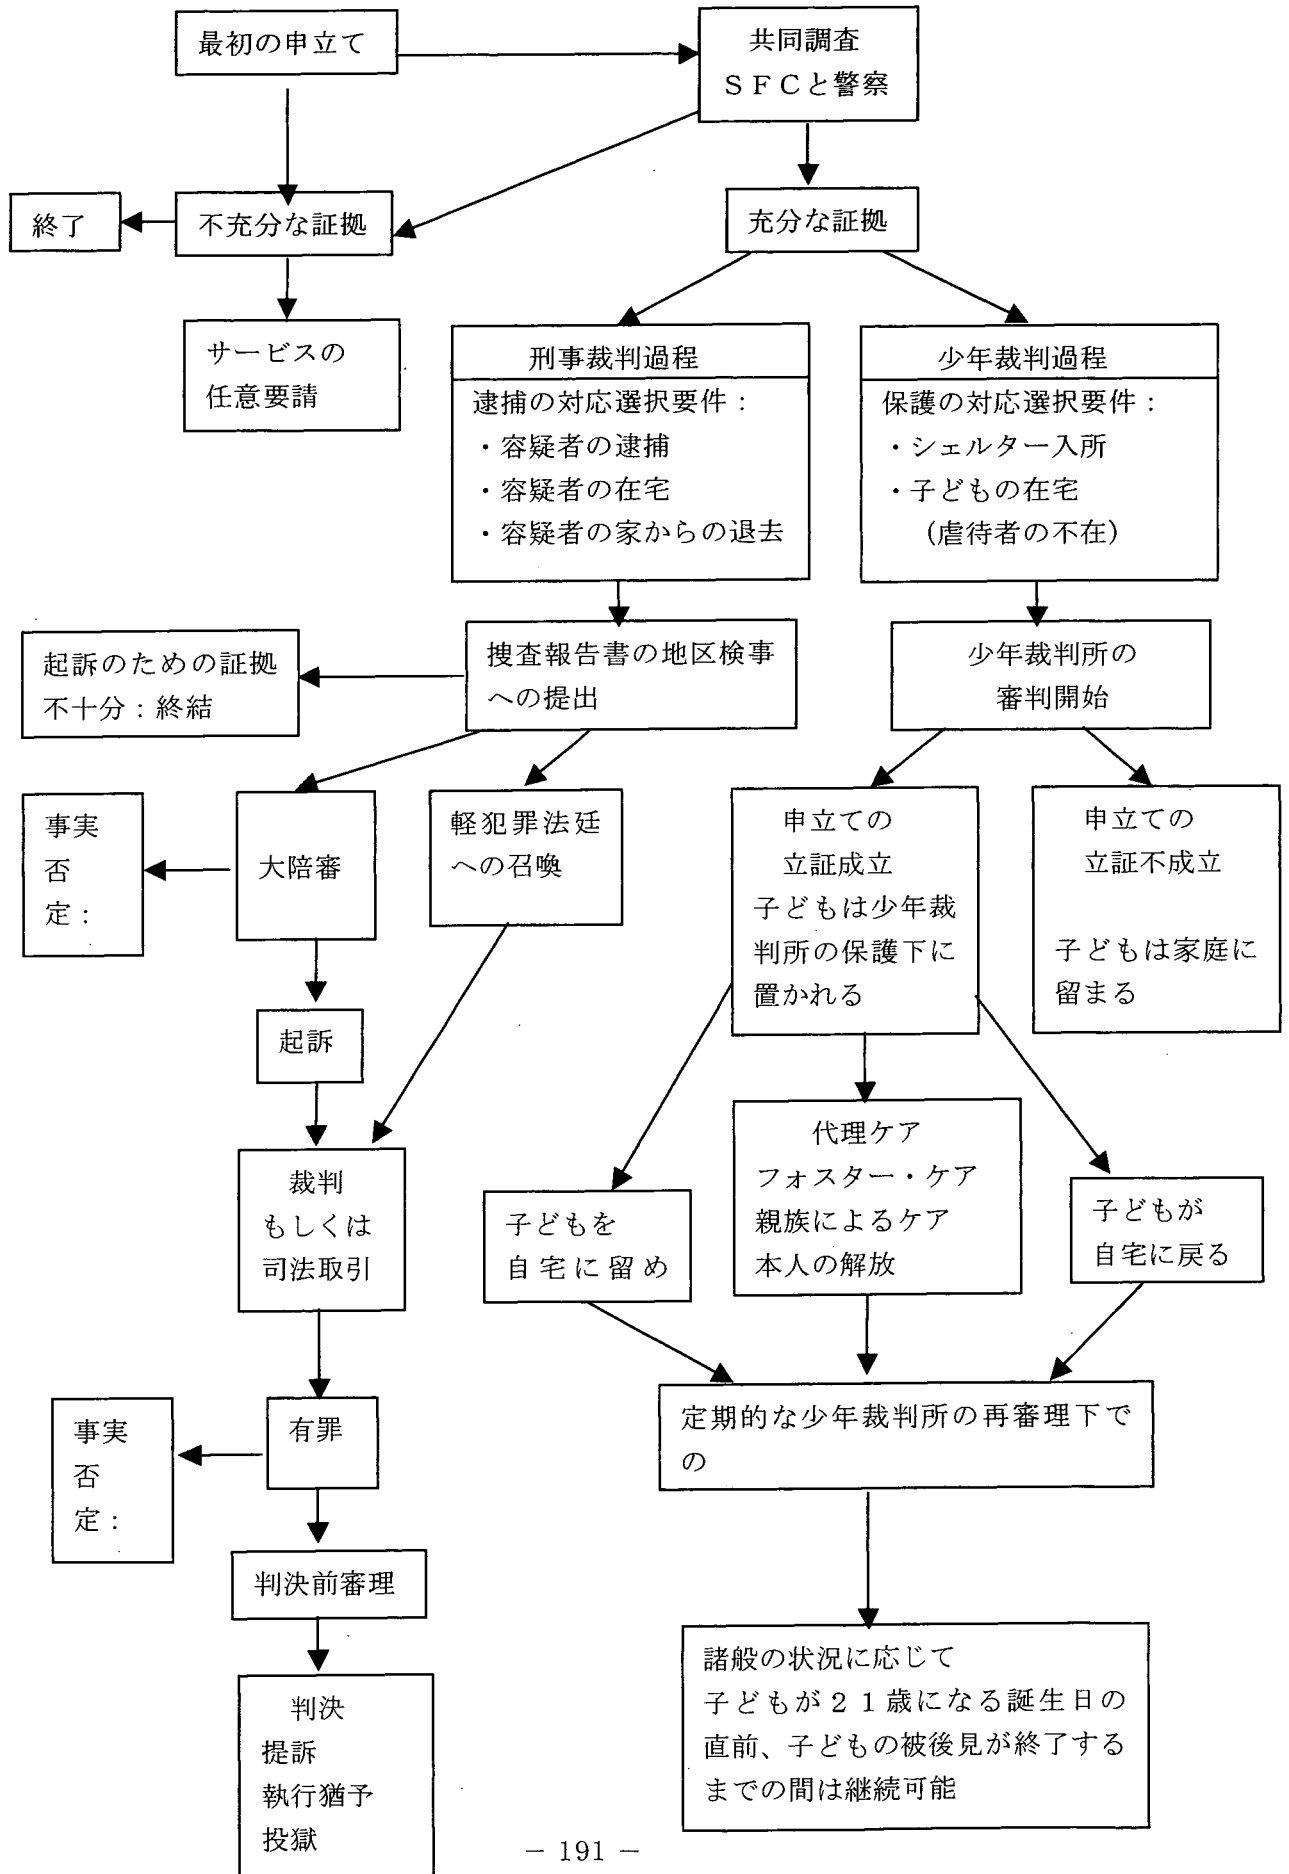 最初の申立て
共同調査
SFCと警察
終了
不充分な証拠
充分な証拠
サービスの
任意要請
刑事裁判過程
逮捕の対応選択要件:
・容疑者の逮捕
・容疑者の在宅
・容疑者の家からの退去
少年裁判過程
保護の対応選択要件:
・シェルター入所
・子どもの在宅
(虐待者の不在)
起訴のための証拠
不十分:終結
捜査報告書の地区検事
への提出
少年裁判所の
審判開始
事実
否
定:
大陪審
軽犯罪法廷
への召喚
申立ての
立証成立
子どもは少年裁
判所の保護下に
置かれる
申立ての
立証不成立
子どもは家庭に
留まる
起訴
裁判
もしくは
司法取引
子どもを
自宅に留め
代理ケア
フォスター・ケア
親族によるケア
本人の解放
子どもが
自宅に戻る
事実
否
定:
有罪
定期的な少年裁判所の再審理下で
の
判決前審理
判決
提訴
執行猶予
投獄
諸般の状況に応じて
子どもが21歳になる誕生日の
直前、子どもの被後見が終了する
までの間は継続可能
- 191 -